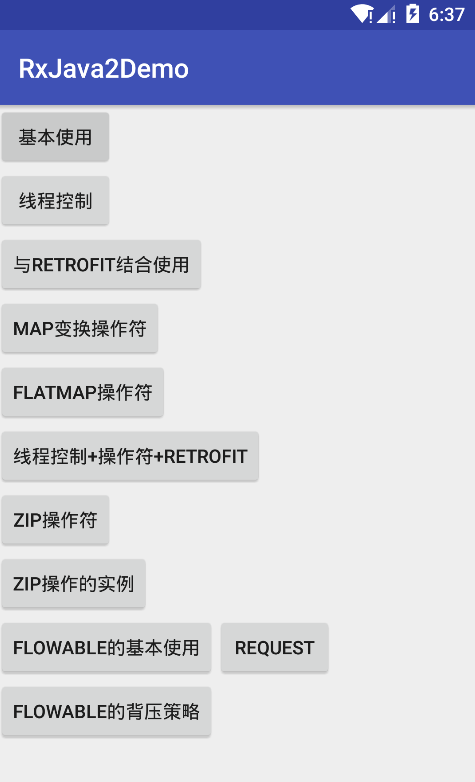 6:37
RxJava2Demo
基本使用
线程控制
与RETROFIT结合使用
MAP变换操作符
FLATMAP操作符
线程控制+操作符+RETROFIT
ZIP操作符
ZIP操作的实例
FLOWABLE的基本使用 REQUEST
FLOWABLE的背压策略